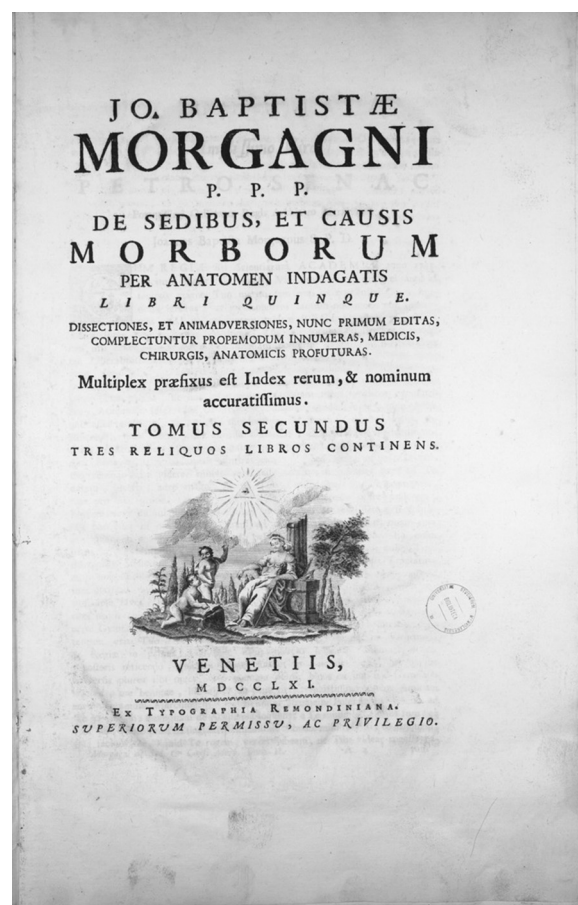 JO. BAPTISTÆ
MORGAGNI
P. P. P.
DE SEDIBUS, ET CAUSIS
MORBORUM
PER ANATOMEN INDAGATIS
LIBRI QUINQUE.
DISSECTIONES, ET ANIMADVERSIONES, NUNC PRIMUM EDITAS,
COMPLECTUNTUR PROPEMODUM INNUMERAS, MEDICIS,
CHIRURGIS, ANATOMICIS PROFUTURAS.
Multiplex præfixus eſt Index rerum, & nominum
accuratiſſimus.
TOMUS SECUNDUS
TRES RELIQUOS LIBROS CONTINENS.
VENETIIS,
MDCCLXI.
EX TYPOGRAPHIA REMONDINIANA.
SUPERIORUM PERMISSU, AC PRIVILEGIO.